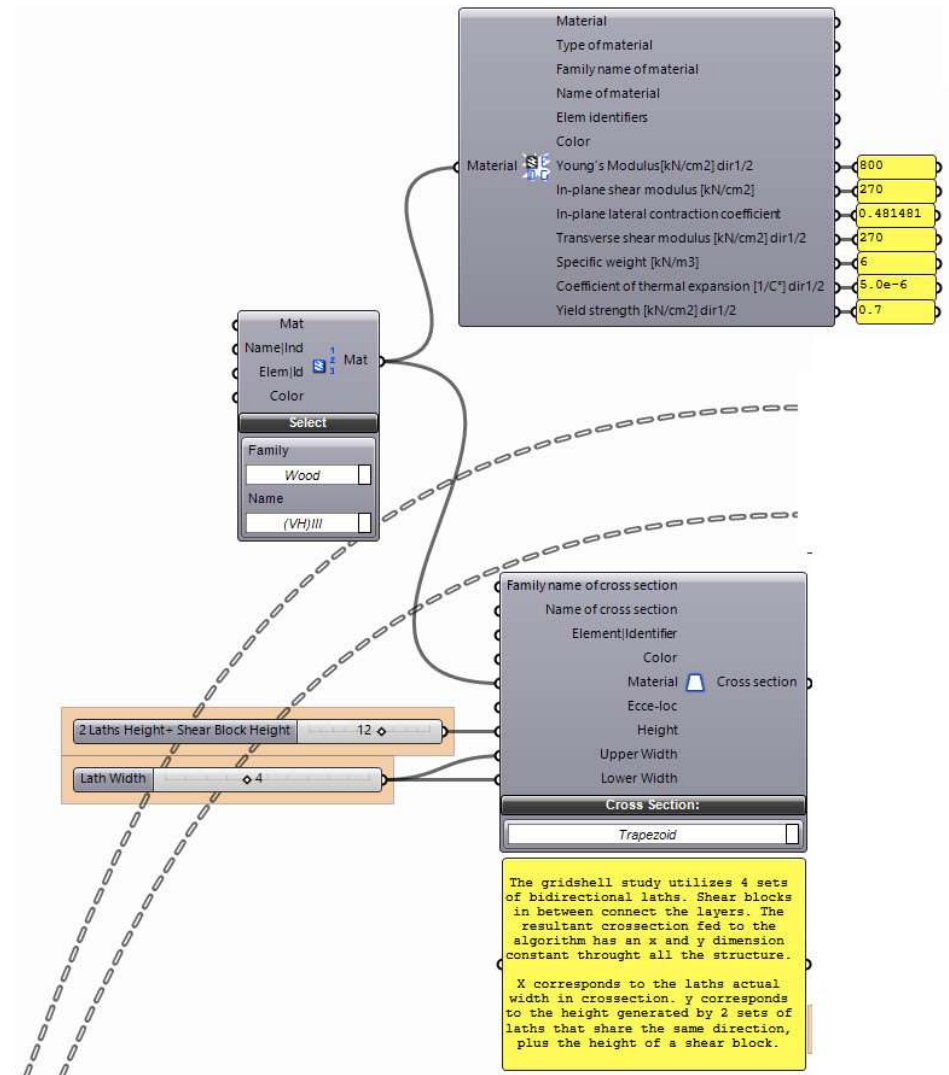 Material
Type of material
Family name of material
Name of material
Elem identifiers
Color
Material
Young's Modulus[kN/cm2] dir1/2
800
In-plane shear modulus [kN/cm2]
270
In-plane lateral contraction coefficient
0.481481
Transverse shear modulus [kN/cm2] dir1/2
270
Specific weight [kN/m3]
6
Coefficient of thermal expansion [1/C°] dir1/2
5.0e-6
Yield strength [kN/cm2] dir1/2
0.7
Mat
Name|Ind
Elem|Id
Color
Mat
Select
Family
Wood
Name
(VH)III
Family name of cross section
Name of cross section
Element|Identifier
Color
Material
Cross section
Ecce-loc
Height
Upper Width
Lower Width
Cross Section:
Trapezoid
2 Laths Height+ Shear Block Height
12
Lath Width
4
The gridshell study utilizes 4 sets
of bidirectional laths. Shear blocks
in between connect the layers. The
resultant crossection fed to the
algorithm has an x and y dimension
constant throught all the structure.
X corresponds to the laths actual
width in crossection. y corresponds
to the height generated by 2 sets of
laths that share the same direction,
plus the height of a shear block.